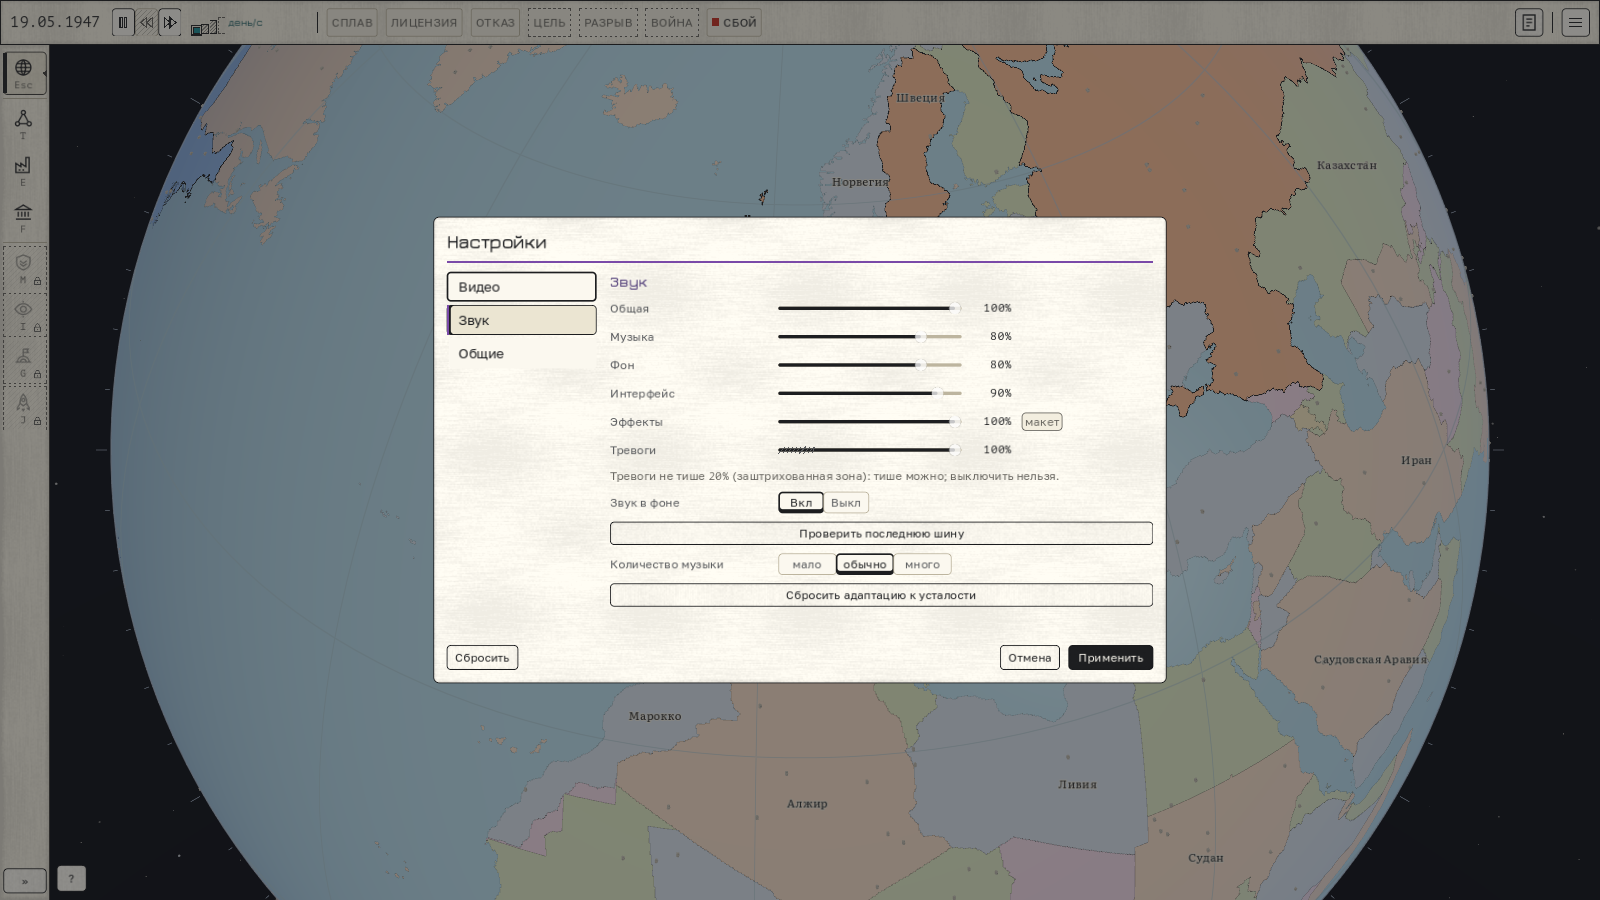 19.05.1947 день/с СПЛАВ ЛИЦЕНЗИЯ ОТКАЗ ЦЕЛЬ РАЗРЫВ ВОЙНА СБОЙ
Esc
T
E
F
M
I
G
J
»
?
Швеция
Норвегия
Казахстан
Иран
Саудовская Аравия
Марокко
Алжир
Ливия
Судан
Настройки
Видео
Звук
Общие
Звук
Общая 100%
Музыка 80%
Фон 80%
Интерфейс 90%
Эффекты 100% макет
Тревоги 100%
Тревоги не тише 20% (заштрихованная зона): тише можно; выключить нельзя.
Звук в фоне Вкл Выкл
Проверить последнюю шину
Количество музыки мало обычно много
Сбросить адаптацию к усталости
Сбросить Отмена Применить